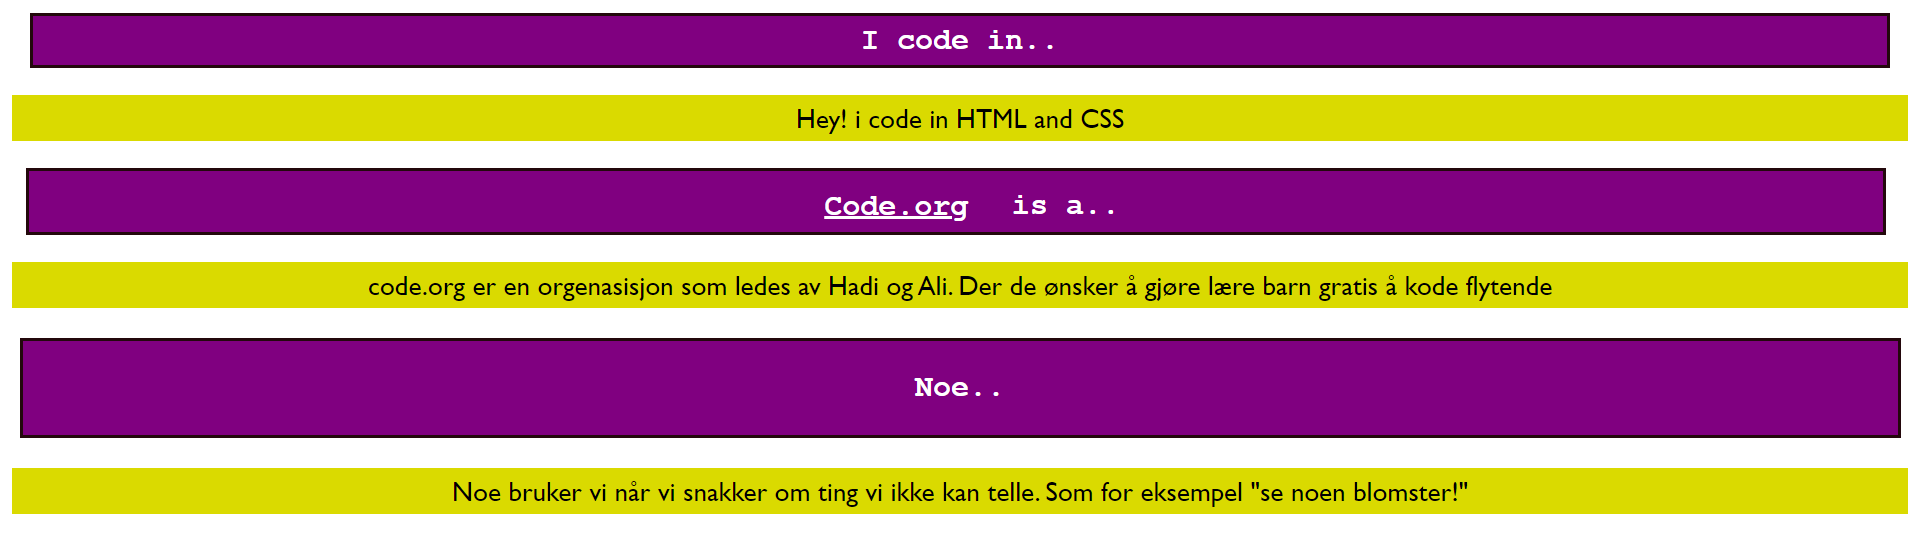 I code in..
Hey! i code in HTML and CSS
Code.org is a..
code.org er en orgenasisjon som ledes av Hadi og Ali. Der de ønsker å gjøre lære barn gratis å kode flytende
Noe..
Noe bruker vi når vi snakker om ting vi ikke kan telle. Som for eksempel "se noen blomster!"